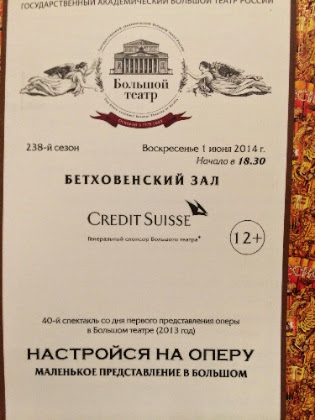 ГОСУДАРСТВЕННЫЙ АКАДЕМИЧЕСКИЙ БОЛЬШОЙ ТЕАТР РОССИИ
Большой
театр
238-й сезон
Воскресенье 1 июня 2014 г.
Начало в 18.30
БЕТХОВЕНСКИЙ ЗАЛ
CREDIT SUISSE
Генеральный спонсор Большого театра*
12+
40-й спектакль со дня первого представления оперы
в Большом театре (2013 год)
НАСТРОЙСЯ НА ОПЕРУ
МАЛЕНЬКОЕ ПРЕДСТАВЛЕНИЕ В БОЛЬШОМ